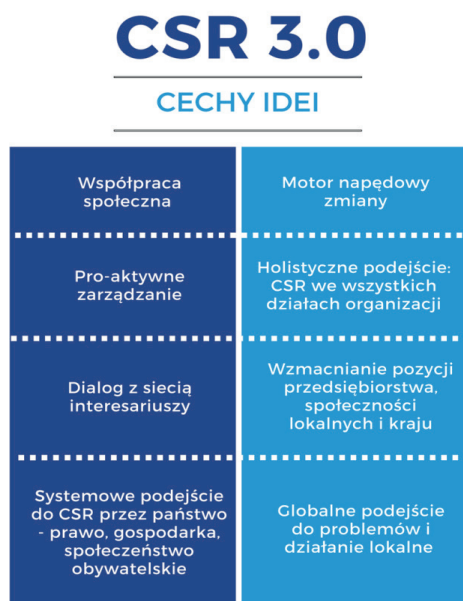 CSR 3.0
CECHY IDEI
Współpraca
społeczna
Motor napędowy
zmiany
Pro-aktywne
zarządzanie
Holistyczne podejście:
CSR we wszystkich
działach organizacji
Dialog z siecią
interesariuszy
Wzmacnianie pozycji
przedsiębiorstwa,
społeczności
lokalnych i kraju
Systemowe podejście
do CSR przez państwo
- prawo, gospodarka,
społeczeństwo
obywatelskie
Globalne podejście
do problemów i
działanie lokalne